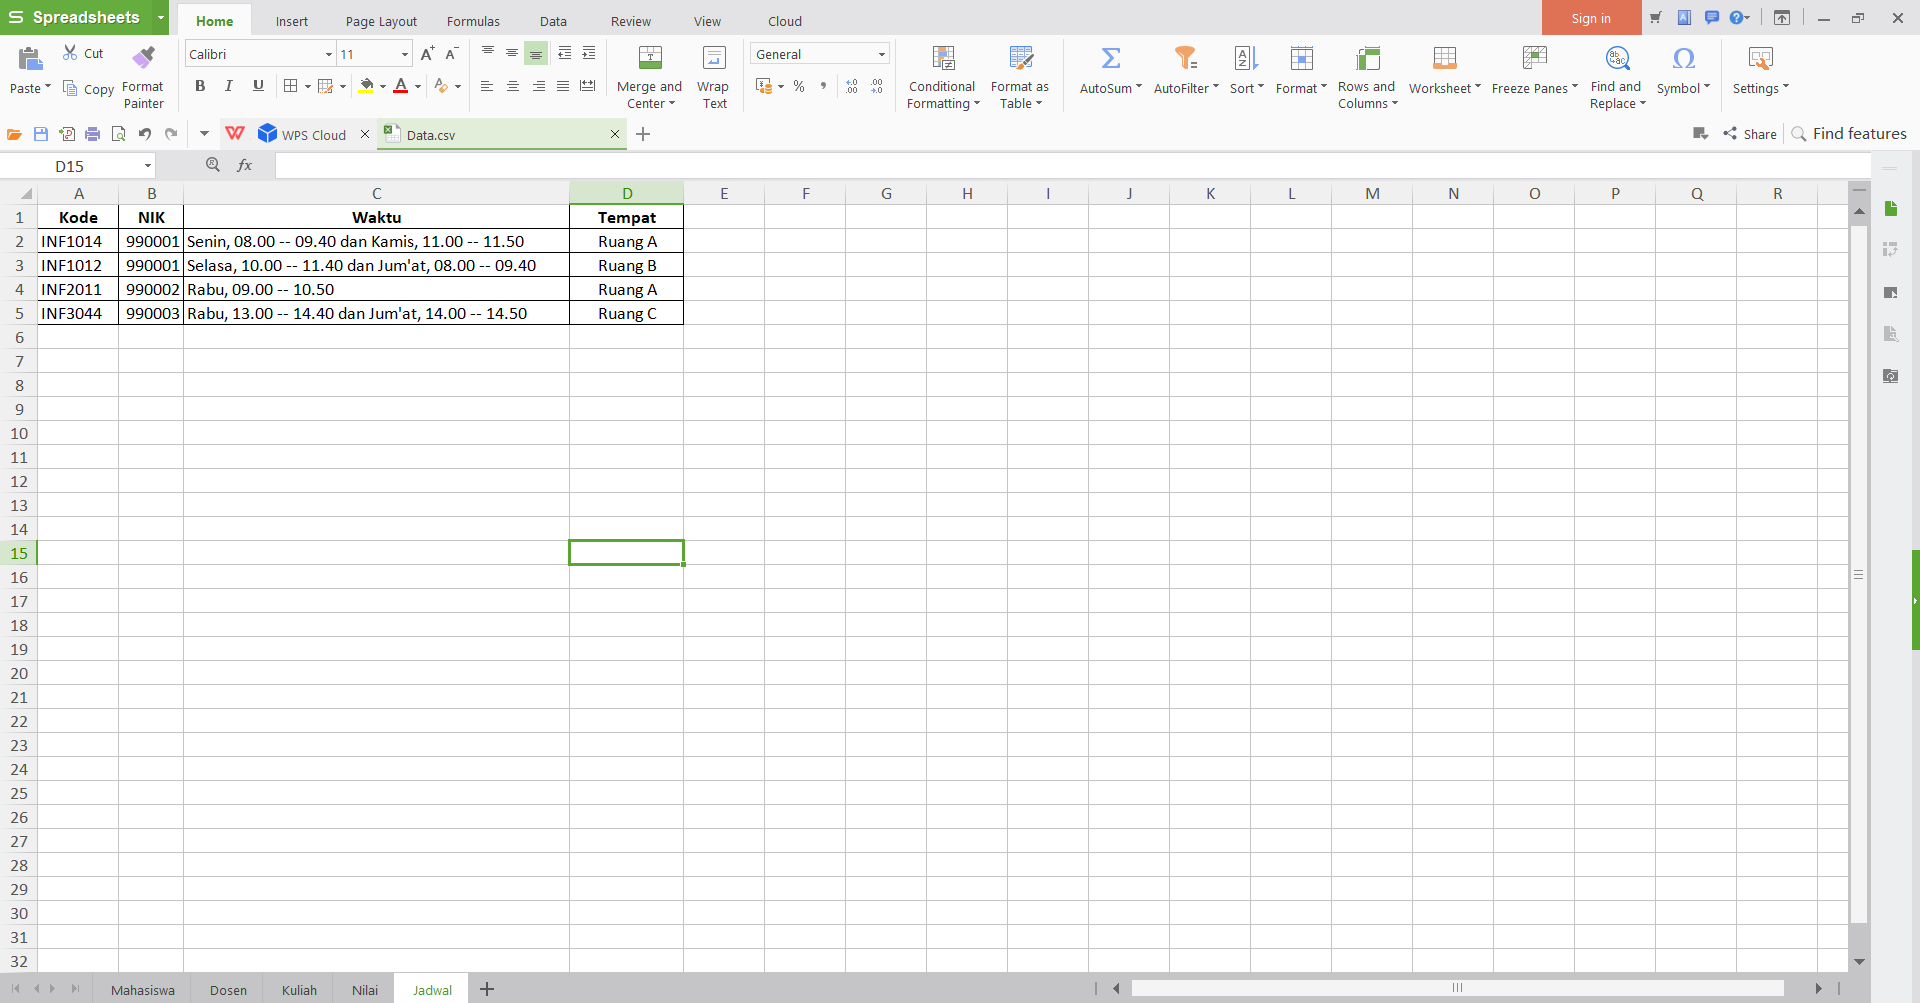 Spreadsheets Home Insert Page Layout Formulas Data Review View Cloud Sign in
Paste Cut Copy Format Painter
Calibri 11
B I U A
Merge and Center Wrap Text
General
% ,
Conditional Formatting Format as Table
AutoSum AutoFilter Sort Format Rows and Columns Worksheet Freeze Panes Find and Replace Symbol Settings
WPS Cloud Data.csv Share Find features
D15 fx
A B C D E F G H I J K L M N O P Q R
1 Kode NIK Waktu Tempat
2 INF1014 990001 Senin, 08.00 -- 09.40 dan Kamis, 11.00 -- 11.50 Ruang A
3 INF1012 990001 Selasa, 10.00 -- 11.40 dan Jum'at, 08.00 -- 09.40 Ruang B
4 INF2011 990002 Rabu, 09.00 -- 10.50 Ruang A
5 INF3044 990003 Rabu, 13.00 -- 14.40 dan Jum'at, 14.00 -- 14.50 Ruang C
6
7
8
9
10
11
12
13
14
15
16
17
18
19
20
21
22
23
24
25
26
27
28
29
30
31
32
Mahasiswa Dosen Kuliah Nilai Jadwal